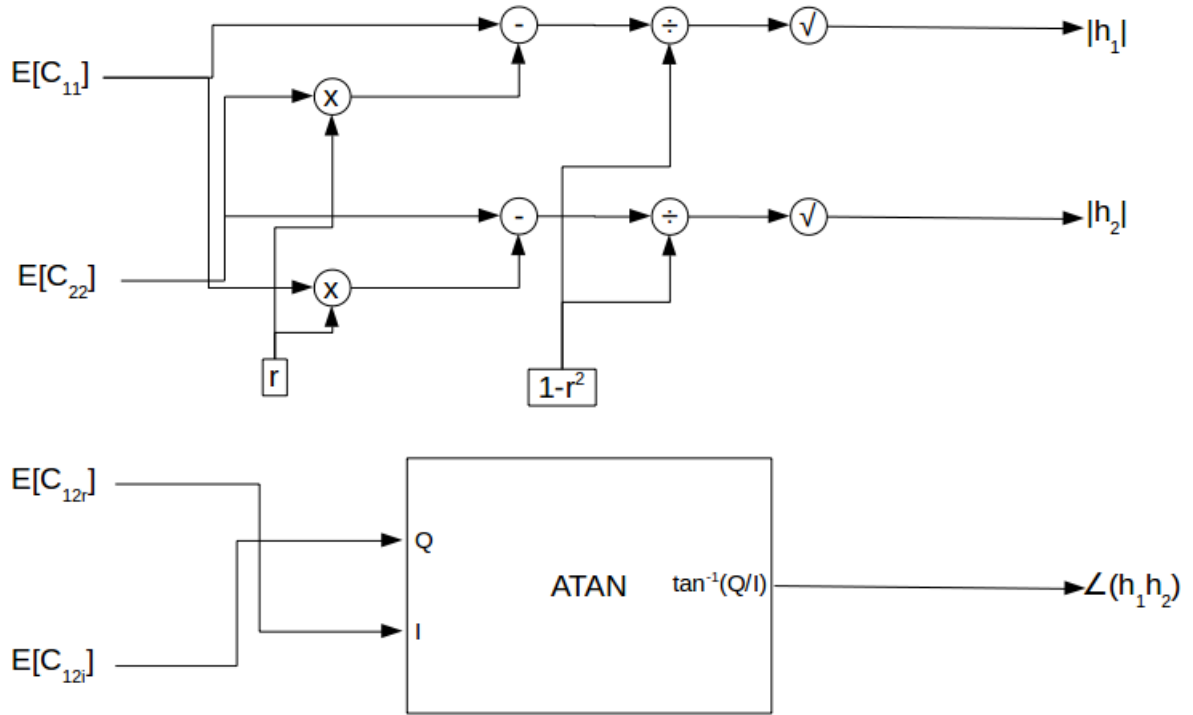 E[C₁₁]
-
÷
√
|h₁|
x
E[C₂₂]
-
÷
√
|h₂|
x
r
1-r²
E[C₁₂ᵣ]
E[C₁₂ᵢ]
Q
I
ATAN
tan⁻¹(Q/I)
∠(h₁h₂)